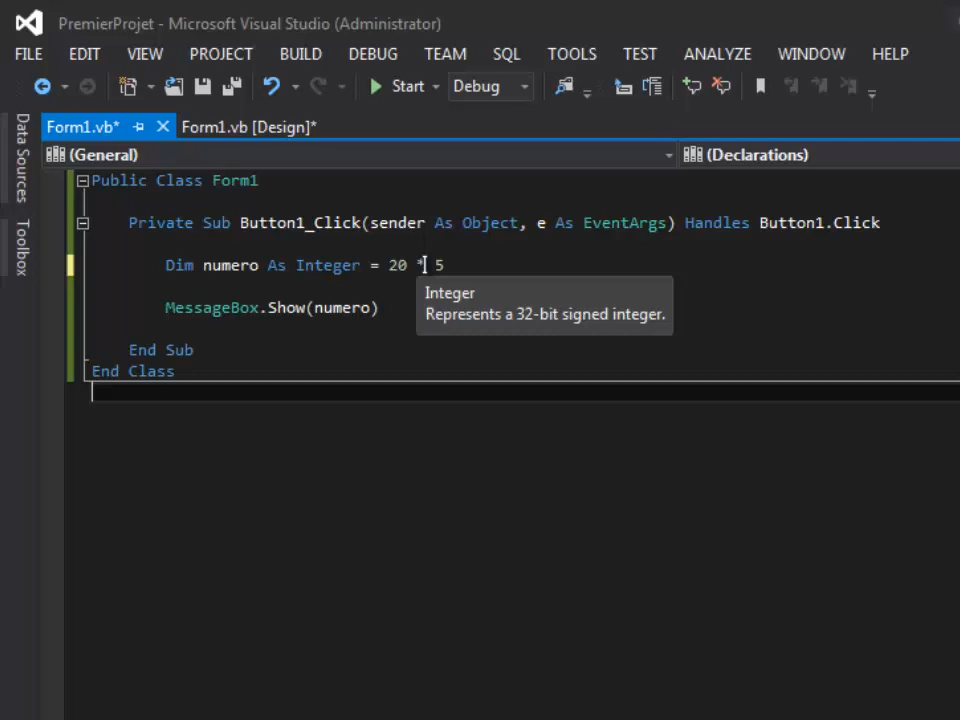 PremierProjet - Microsoft Visual Studio (Administrator)
FILE EDIT VIEW PROJECT BUILD DEBUG TEAM SQL TOOLS TEST ANALYZE WINDOW HELP
Start Debug
Data Sources
Toolbox
Form1.vb* Form1.vb [Design]*
(General) (Declarations)
Public Class Form1
Private Sub Button1_Click(sender As Object, e As EventArgs) Handles Button1.Click
Dim numero As Integer = 20 * 5
Integer
Represents a 32-bit signed integer.
MessageBox.Show(numero)
End Sub
End Class